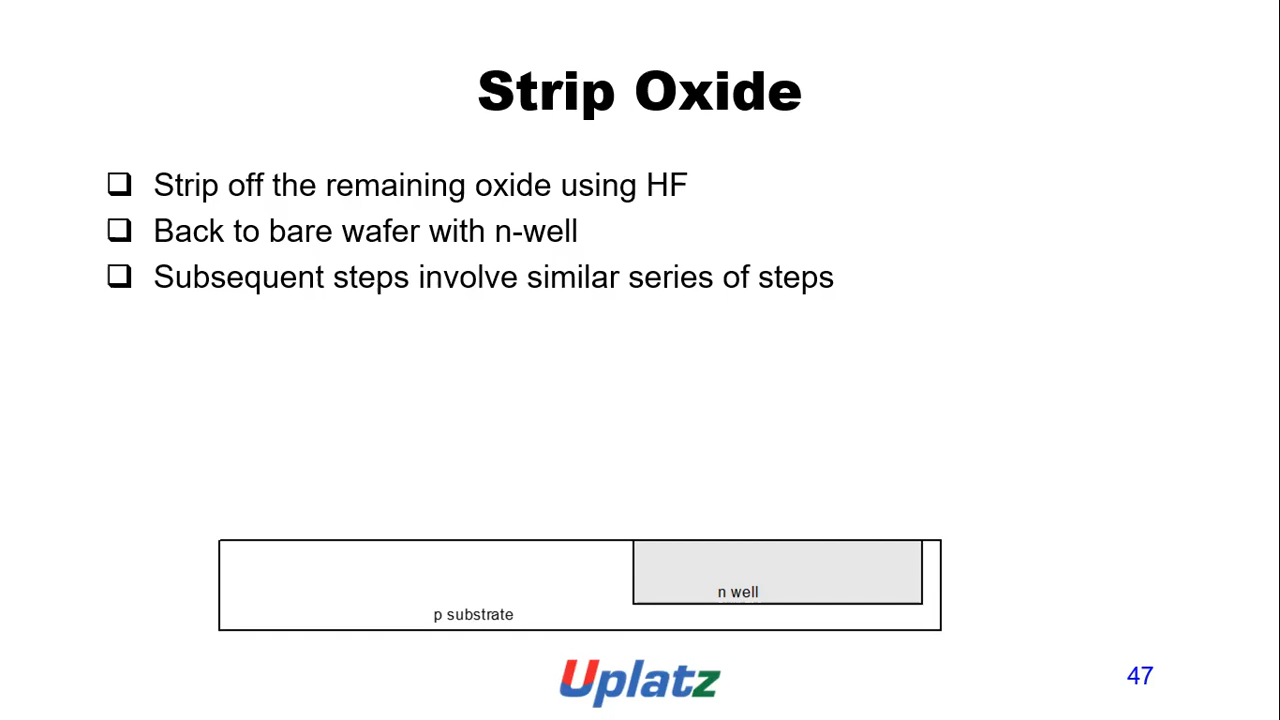 Strip Oxide
Strip off the remaining oxide using HF
Back to bare wafer with n-well
Subsequent steps involve similar series of steps
n well
p substrate
Uplatz
47